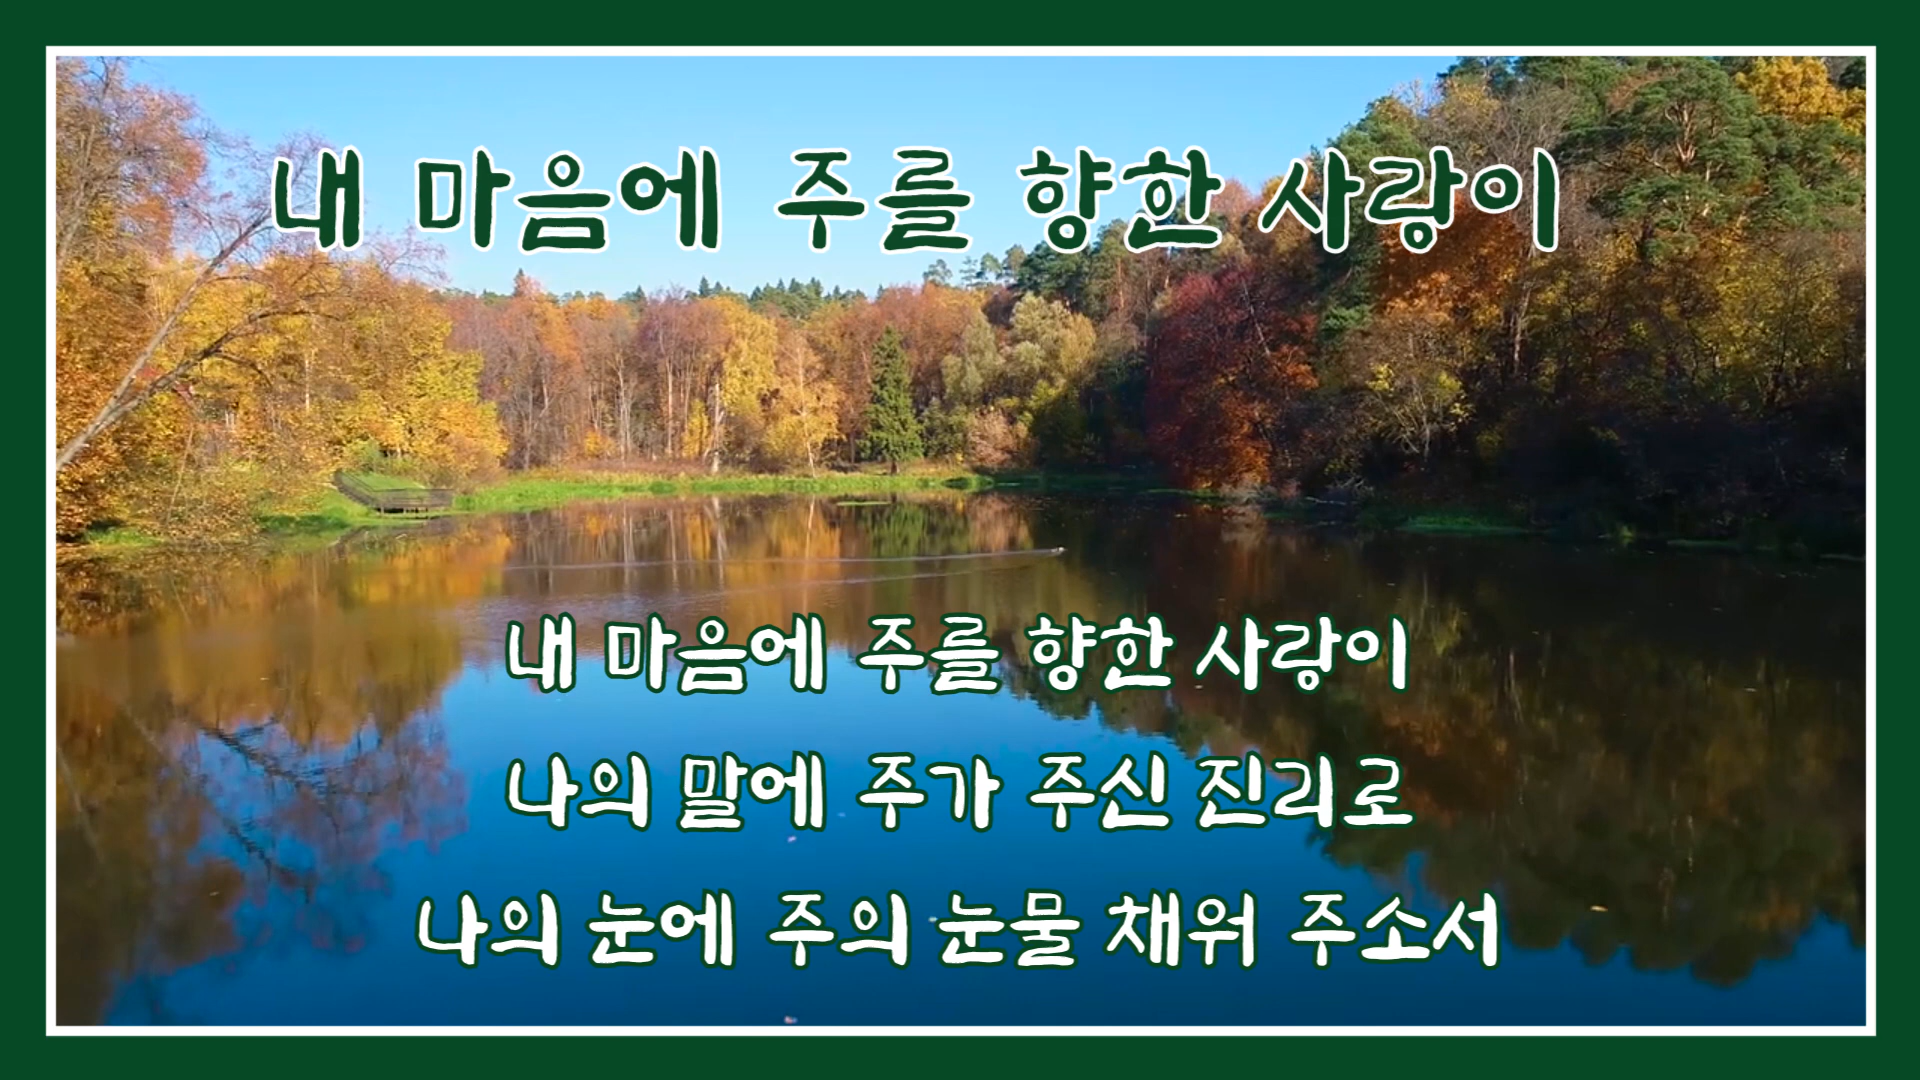 내 마음에 주를 향한 사랑이
내 마음에 주를 향한 사랑이
나의 말에 주가 주신 진리로
나의 눈에 주의 눈물 채워 주소서